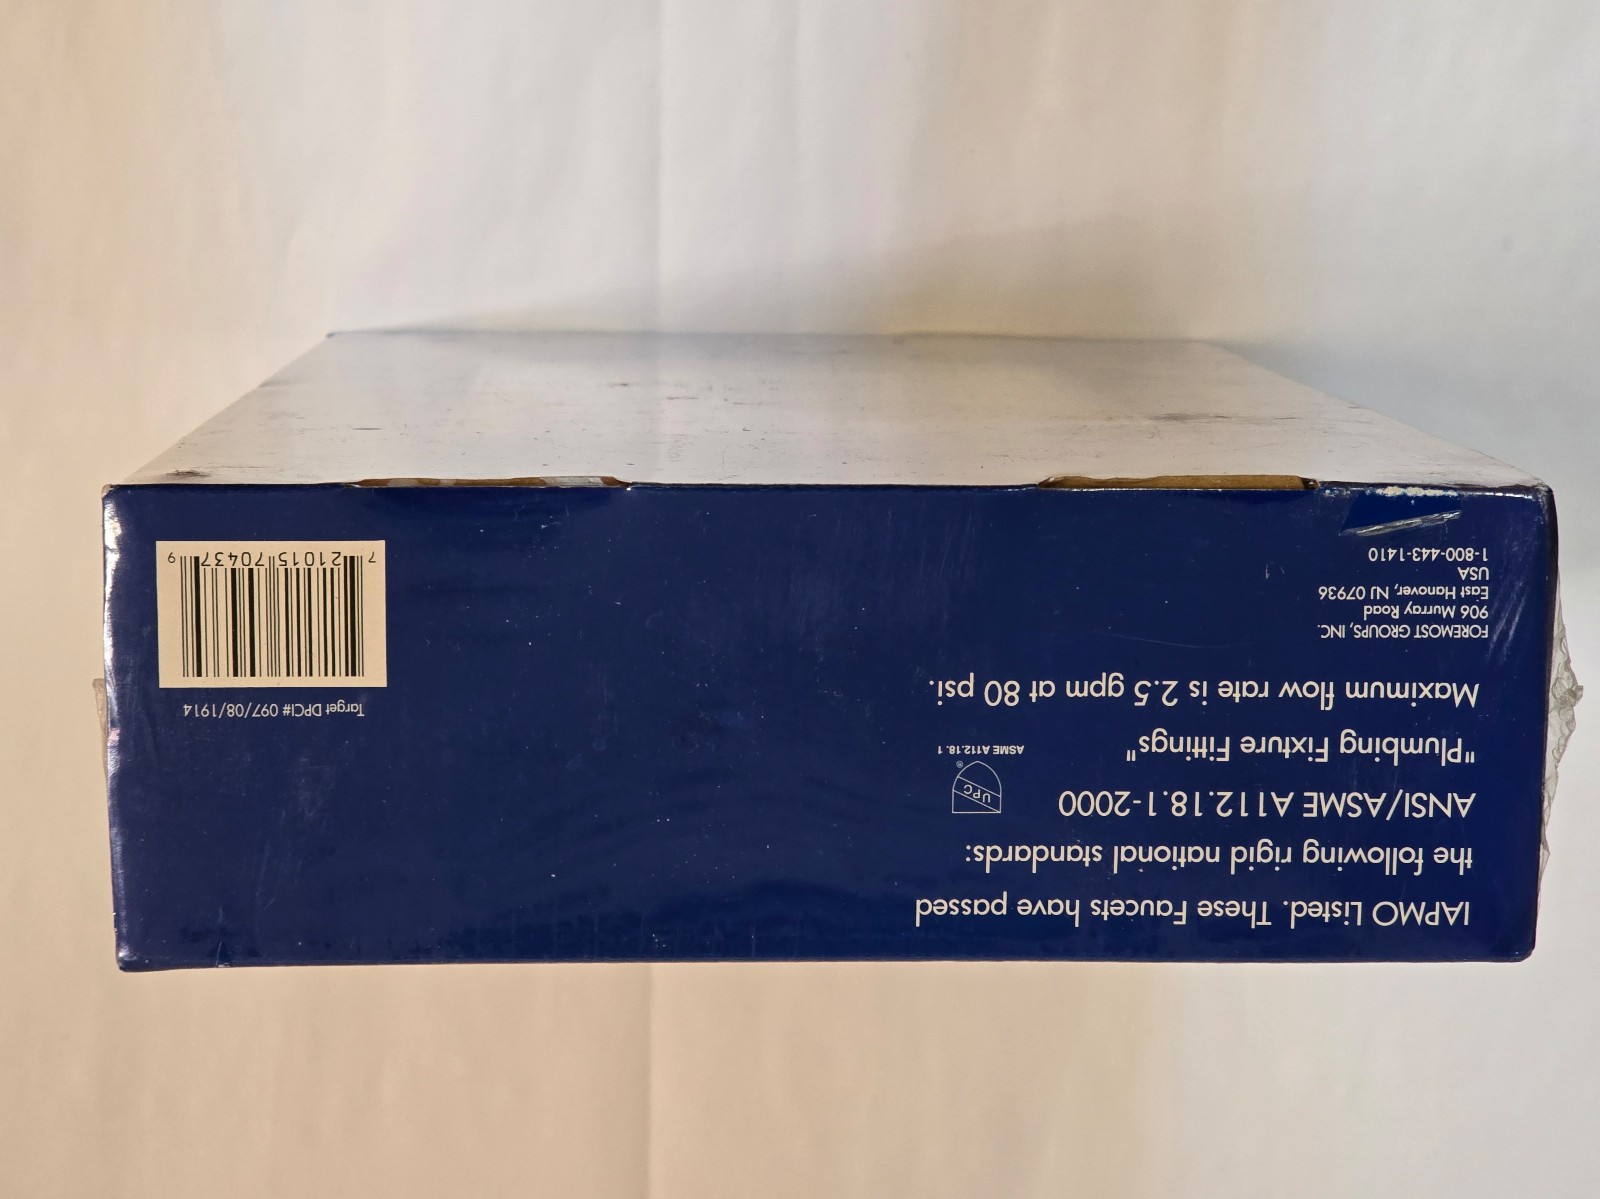 IAPMO Listed. These Faucets have passed
the following rigid national standards:
ANSI/ASME A112.18.1-2000
"Plumbing Fixture Fittings"
UPC
®
ASME A112.18.1
Maximum flow rate is 2.5 gpm at 80 psi.
FOREMOST GROUPS, INC.
906 Murray Road
East Hanover, NJ 07936
USA
1-800-443-1410
Target DPCI# 097/08/1914
7 21015 70437 9